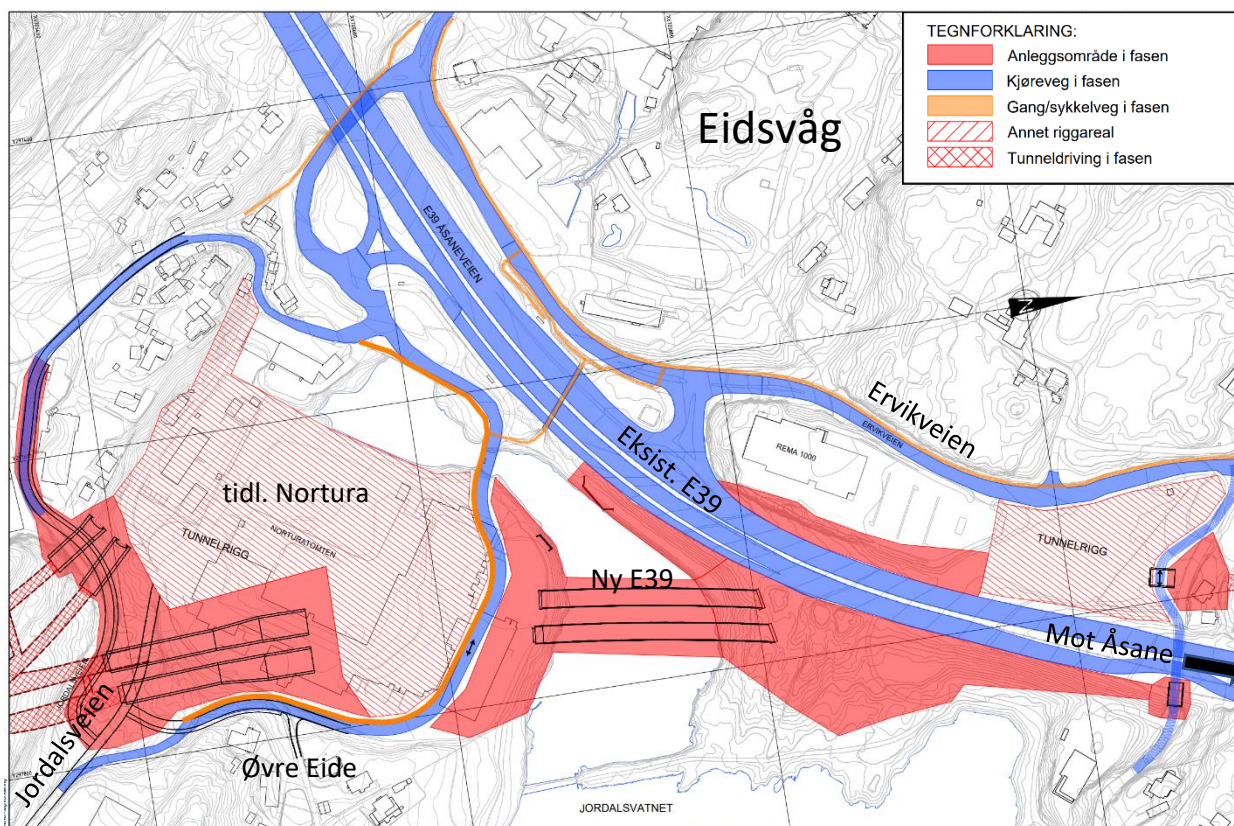 TEGNFORKLARING:
Anleggsområde i fasen
Kjøreveg i fasen
Gang/sykkelveg i fasen
Annet riggareal
Tunneldriving i fasen
Eidsvåg
E39 ÅSANEVEIEN
N
Ervikveien
ERVIKVEIEN
REMA 1000
Eksist. E39
tidl. Nortura
NORTURATOMTEN
TUNNELRIGG
TUNNELRIGG
Ny E39
Mot Åsane
Jordalsveien
Øvre Eide
JORDALSVATNET